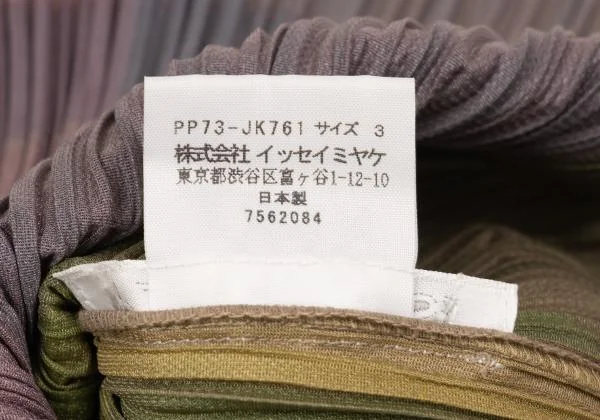 PP73-JK761 サイズ 3
株式会社 イッセイミヤケ
東京都渋谷区富ヶ谷1-12-10
日本製
7562084